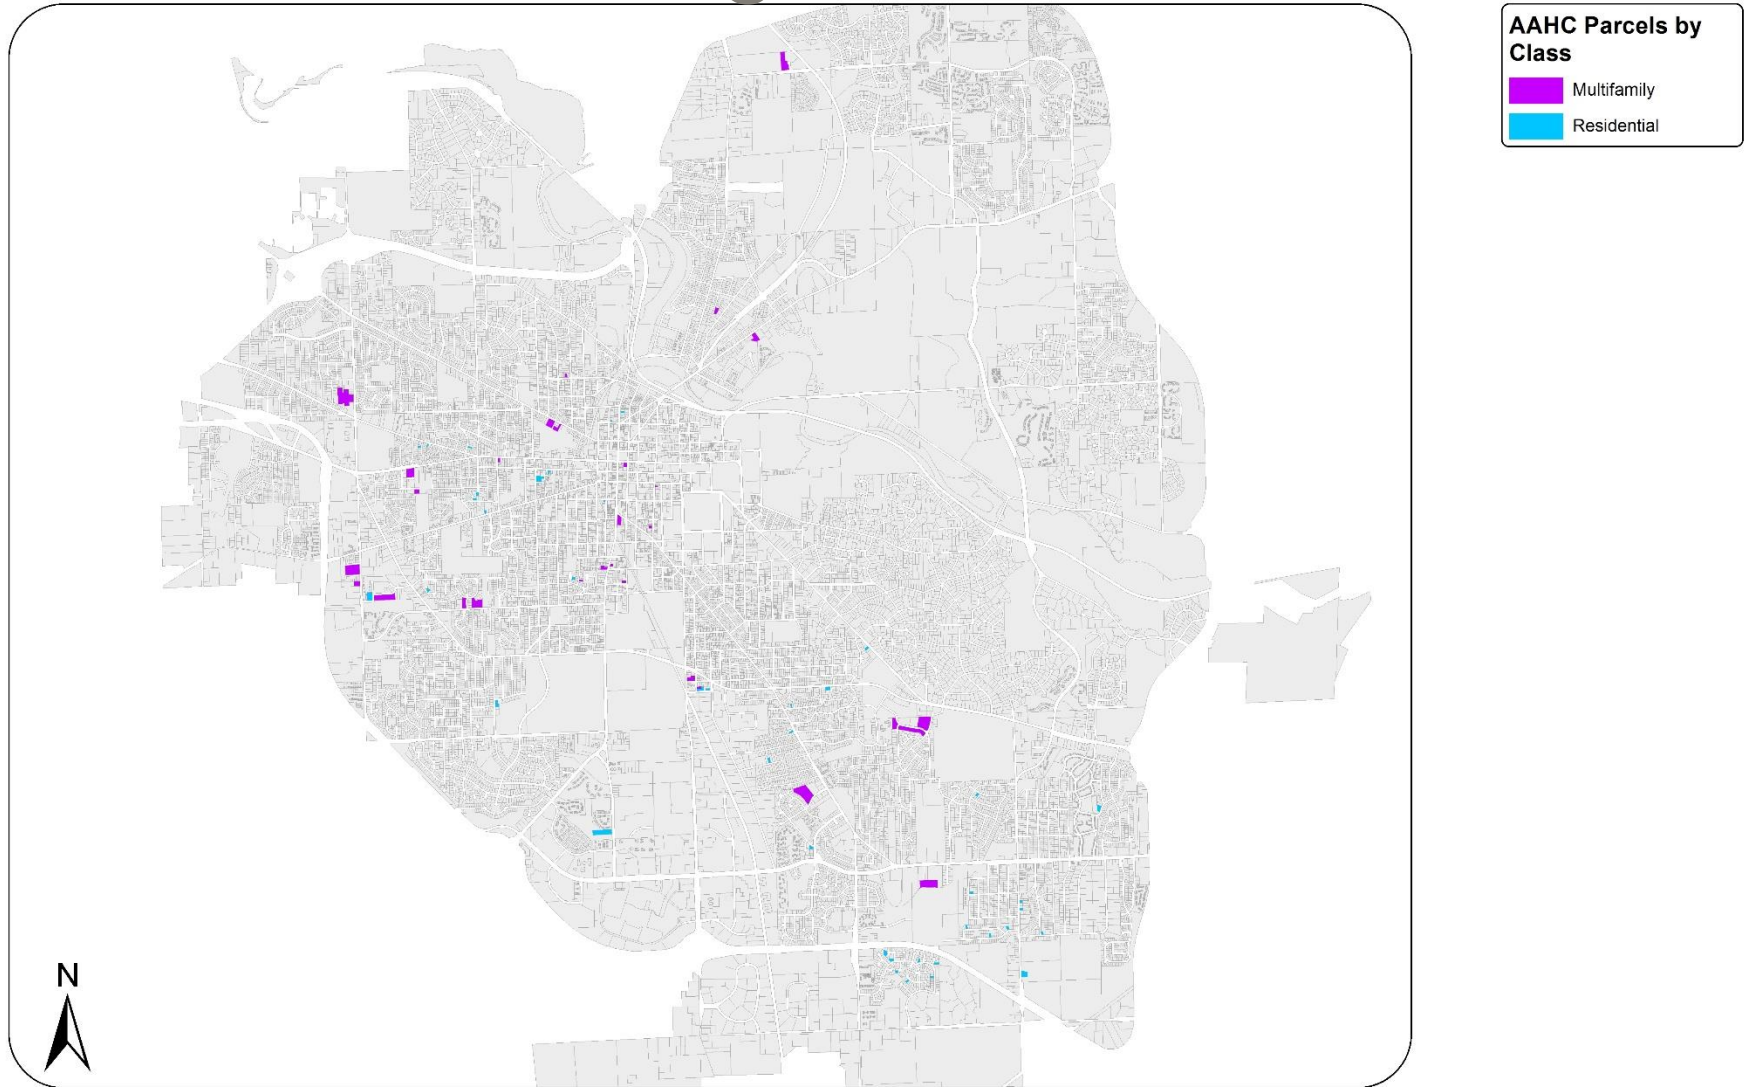 AAHC Parcels by
Class
Multifamily
Residential
N